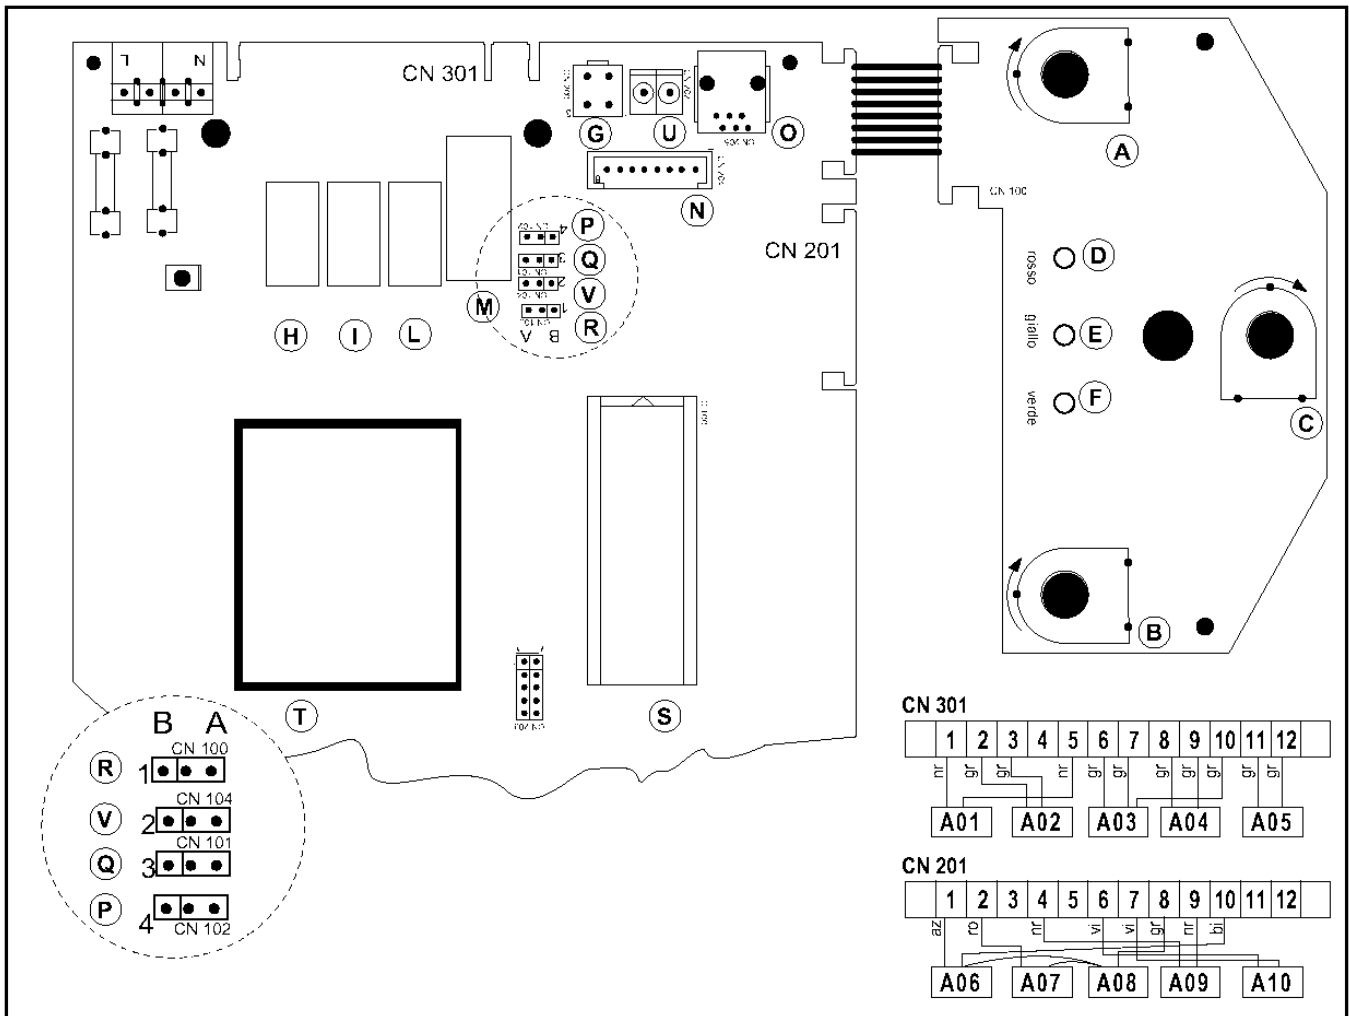 L N
CN 301
G
U
O
N
CN 201
CN 100
A
D
rosso
E
giallo
F
verde
C
B
P
4
Q
3
V
2
R
1
A B
M
H
I
L
T
S
B A
CN 100
R 1
CN 104
V 2
CN 101
Q 3
P 4
CN 102
CN 301
1 2 3 4 5 6 7 8 9 10 11 12
nr gr gr nr gr gr gr gr gr gr gr
A01 A02 A03 A04 A05
CN 201
1 2 3 4 5 6 7 8 9 10 11 12
az ro nr vi vi gr nr bi
A06 A07 A08 A09 A10